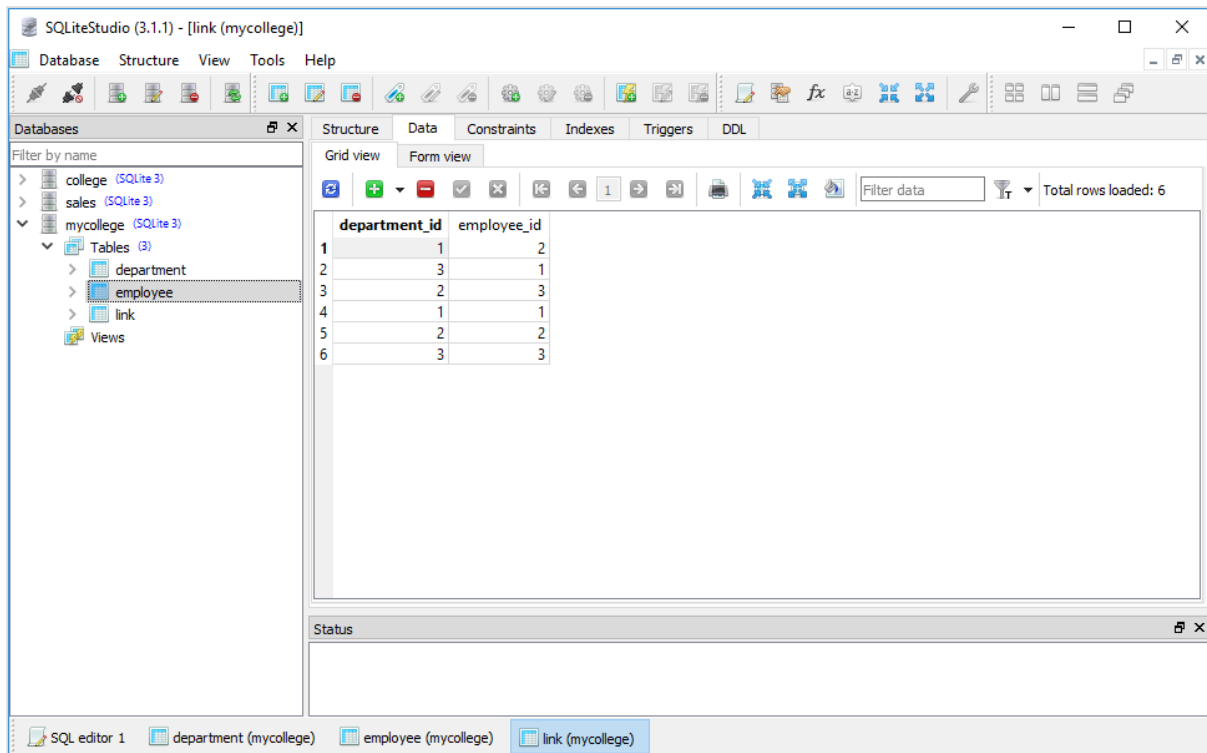 SQLiteStudio (3.1.1) - [link (mycollege)]
Database Structure View Tools Help
Databases
Filter by name
college (SQLite 3)
sales (SQLite 3)
mycollege (SQLite 3)
Tables (3)
department
employee
link
Views
Structure Data Constraints Indexes Triggers DDL
Grid view Form view
1 Filter data T Total rows loaded: 6
department_id employee_id
1 1 2
2 3 1
3 2 3
4 1 1
5 2 2
6 3 3
Status
SQL editor 1 department (mycollege) employee (mycollege) link (mycollege)